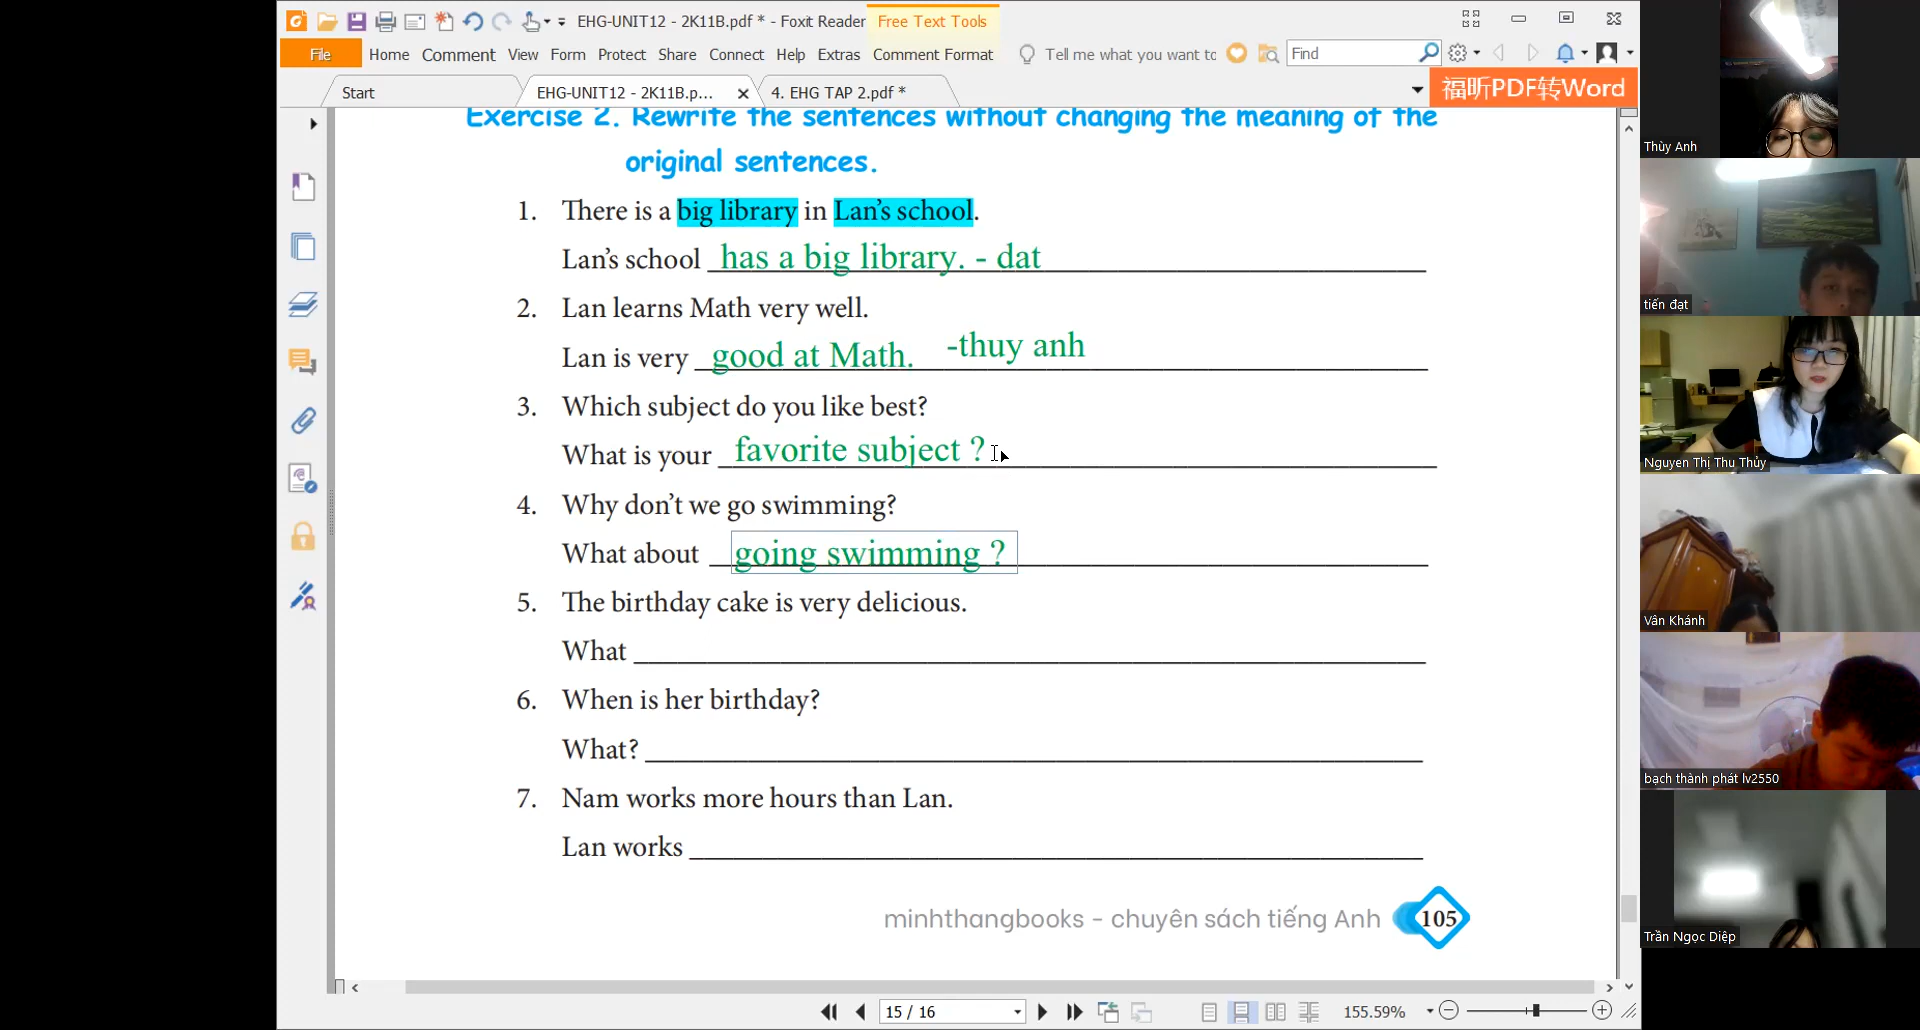 EHG-UNIT12 - 2K11B.pdf * - Foxit Reader
Free Text Tools
File Home Comment View Form Protect Share Connect Help Extras Comment Format Tell me what you want to Find
Start EHG-UNIT12 - 2K11B.p... 4. EHG TAP 2.pdf *
福昕PDF转Word
Exercise 2. Rewrite the sentences without changing the meaning of the
original sentences.
1. There is a big library in Lan's school.
Lan's school has a big library. - dat
2. Lan learns Math very well.
Lan is very good at Math. -thuy anh
3. Which subject do you like best?
What is your favorite subject ?
4. Why don't we go swimming?
What about going swimming ?
5. The birthday cake is very delicious.
What
6. When is her birthday?
What?
7. Nam works more hours than Lan.
Lan works
minhthangbooks - chuyên sách tiếng Anh 105
15 / 16
155.59%
Thùy Anh
tiến đạt
Nguyen Thị Thu Thủy
Vân Khánh
bạch thành phát lv2550
Trần Ngọc Diệp